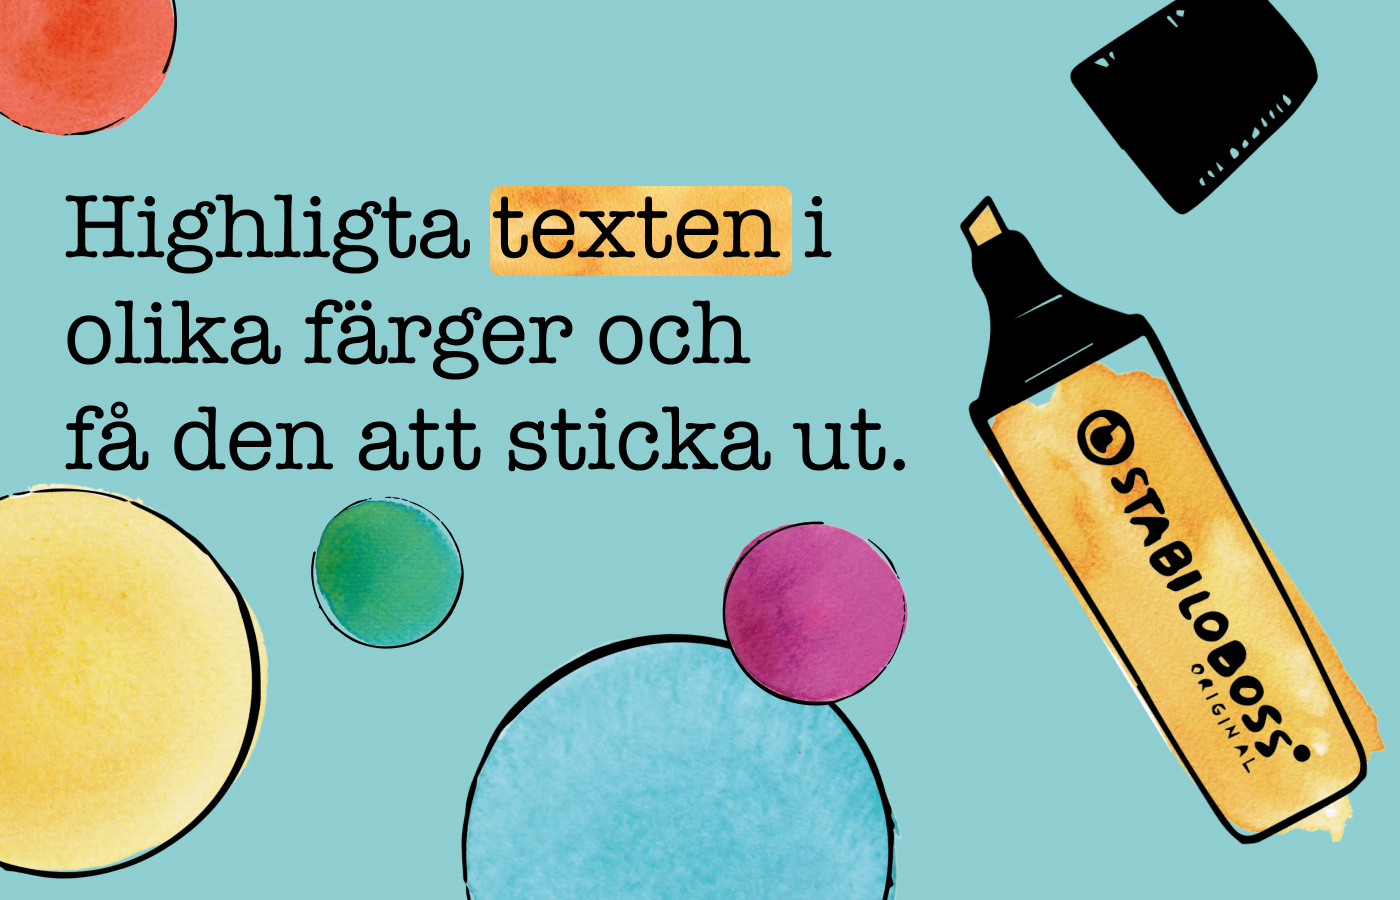 Highligta texten i
olika färger och
få den att sticka ut.
STABILO BOSS
ORIGINAL